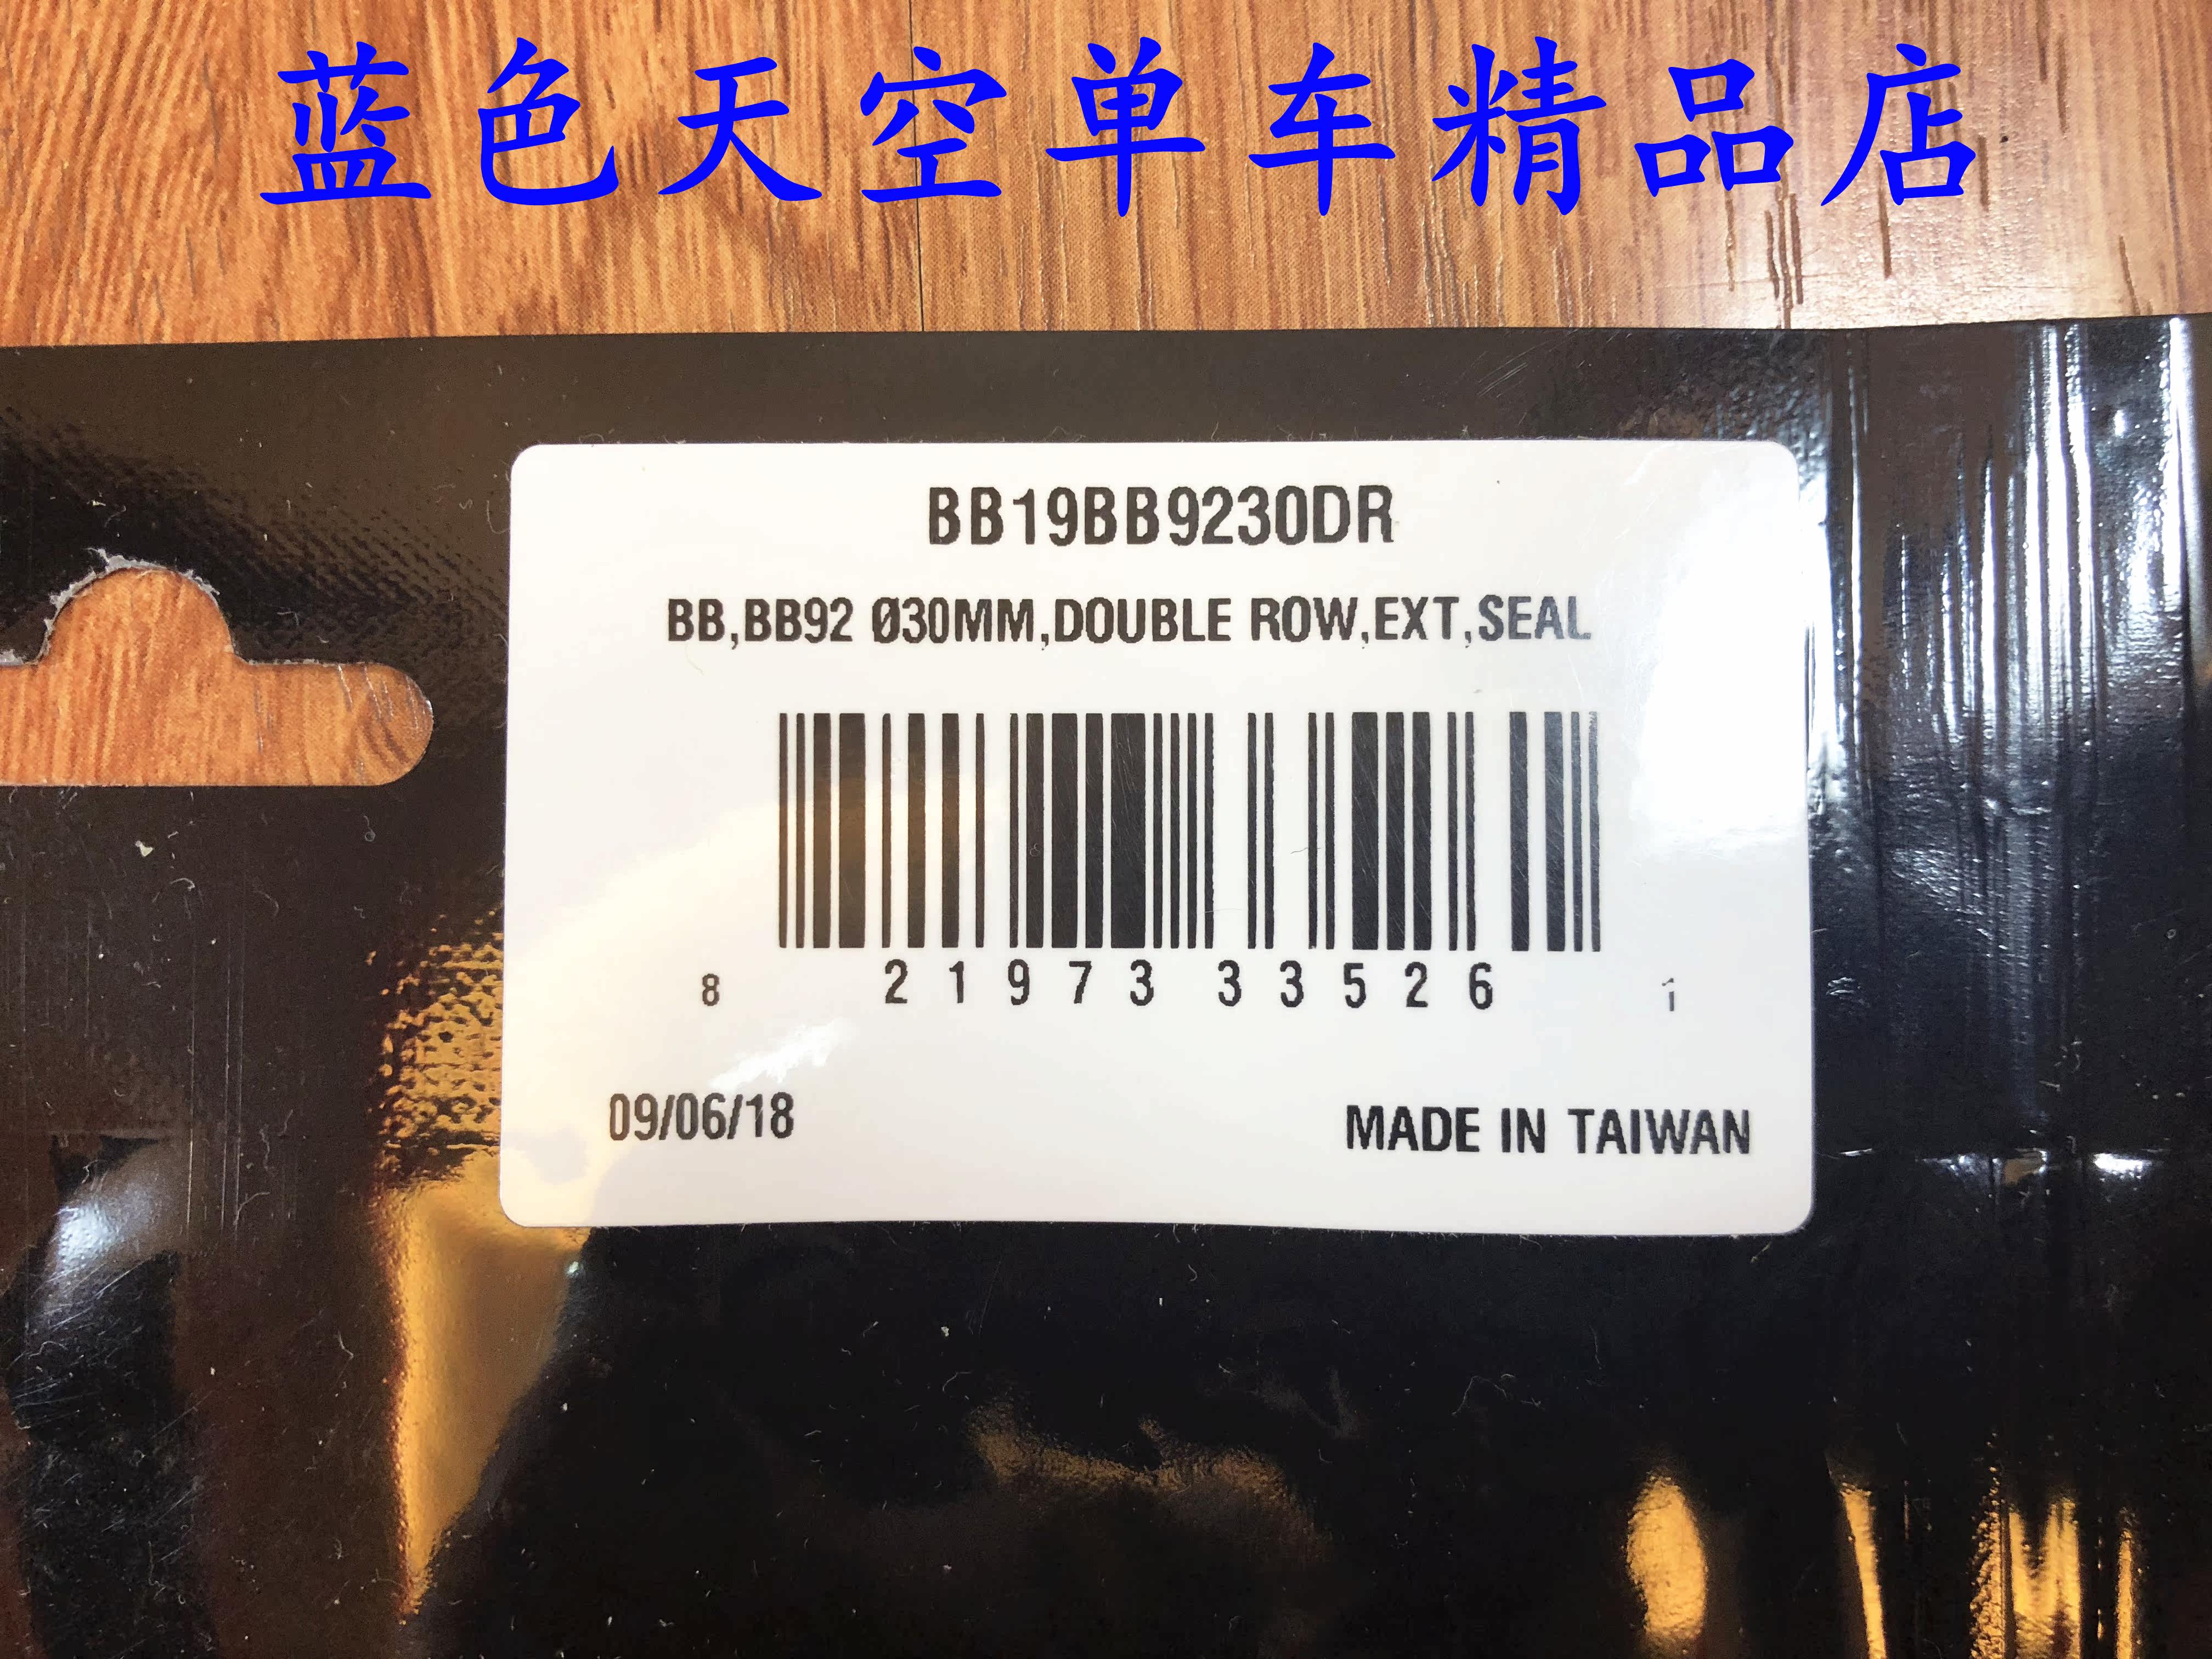 蓝色天空单车精品店
BB19BB9230DR
BB,BB92 Ø30MM,DOUBLE ROW,EXT,SEAL
8 21973 33526 1
09/06/18 MADE IN TAIWAN